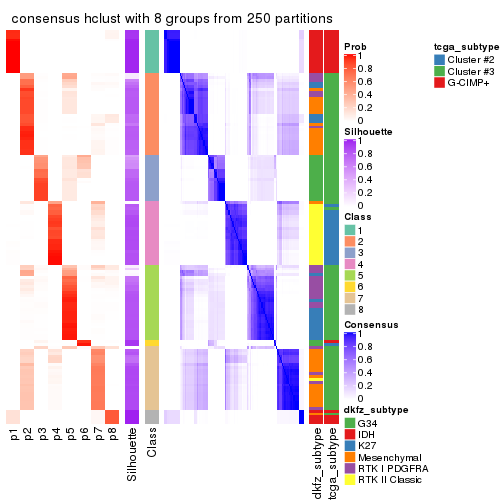 consensus hclust with 8 groups from 250 partitions
Prob
1
0.8
0.6
0.4
0.2
0
Silhouette
1
0.8
0.6
0.4
0.2
0
Class
1
2
3
4
5
6
7
8
Consensus
1
0.8
0.6
0.4
0.2
0
dkfz_subtype
G34
IDH
K27
Mesenchymal
RTK I PDGFRA
RTK II Classic
tcga_subtype
Cluster #2
Cluster #3
G-CIMP+
p1
p2
p3
p4
p5
p6
p7
p8
Silhouette
Class
dkfz_subtype
tcga_subtype